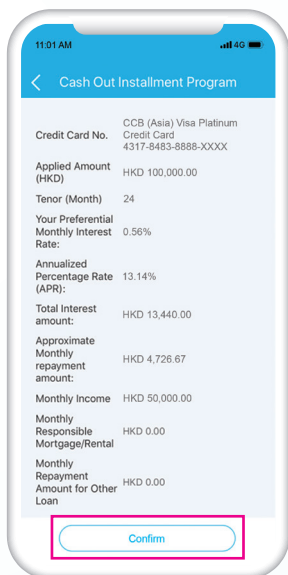 11:01 AM 4G
Cash Out Installment Program
Credit Card No.
CCB (Asia) Visa Platinum
Credit Card
4317-8483-8888-XXXX
Applied Amount
(HKD)
HKD 100,000.00
Tenor (Month)
24
Your Preferential
Monthly Interest
Rate:
0.56%
Annualized
Percentage Rate
(APR):
13.14%
Total Interest
amount:
HKD 13,440.00
Approximate
Monthly
repayment
amount:
HKD 4,726.67
Monthly Income
HKD 50,000.00
Monthly
Responsible
Mortgage/Rental
HKD 0.00
Monthly
Repayment
Amount for Other
Loan
HKD 0.00
Confirm